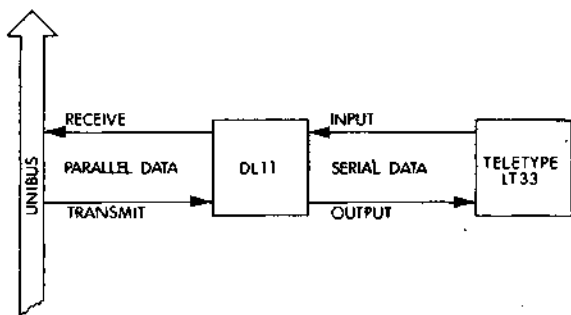 RECEIVE
INPUT
UNIBUS
PARALLEL DATA
DL11
SERIAL DATA
TELETYPE
LT33
TRANSMIT
OUTPUT